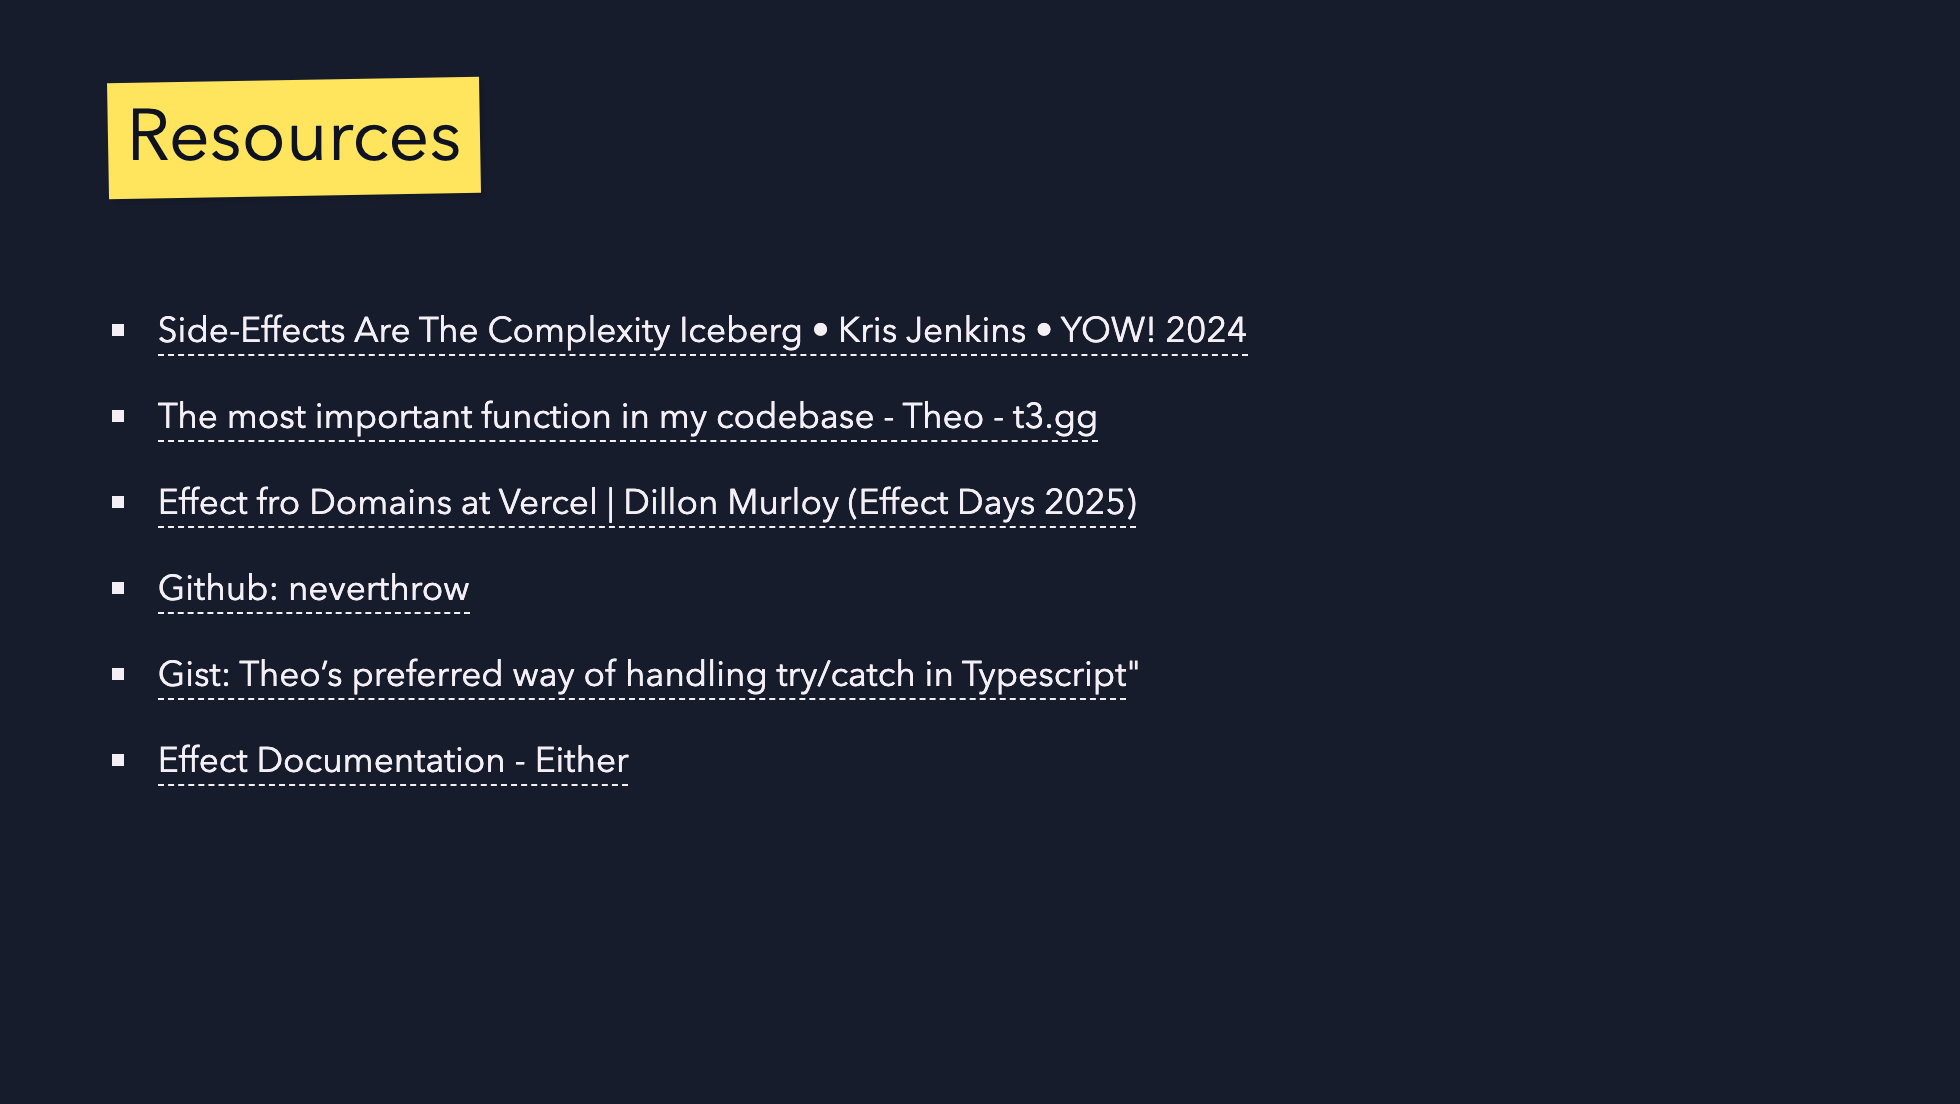 Resources
Side-Effects Are The Complexity Iceberg • Kris Jenkins • YOW! 2024
The most important function in my codebase - Theo - t3.gg
Effect fro Domains at Vercel | Dillon Murloy (Effect Days 2025)
Github: neverthrow
Gist: Theo’s preferred way of handling try/catch in Typescript"
Effect Documentation - Either